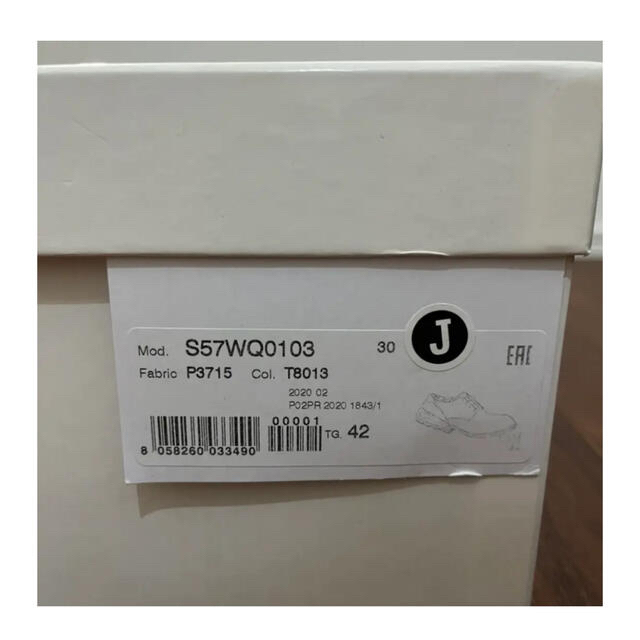 Mod. S57WQ0103 30 J EAC
Fabric P3715 Col. T8013
2020 02
P02PR 2020 1843/1
00001
8 058260 033490 TG. 42